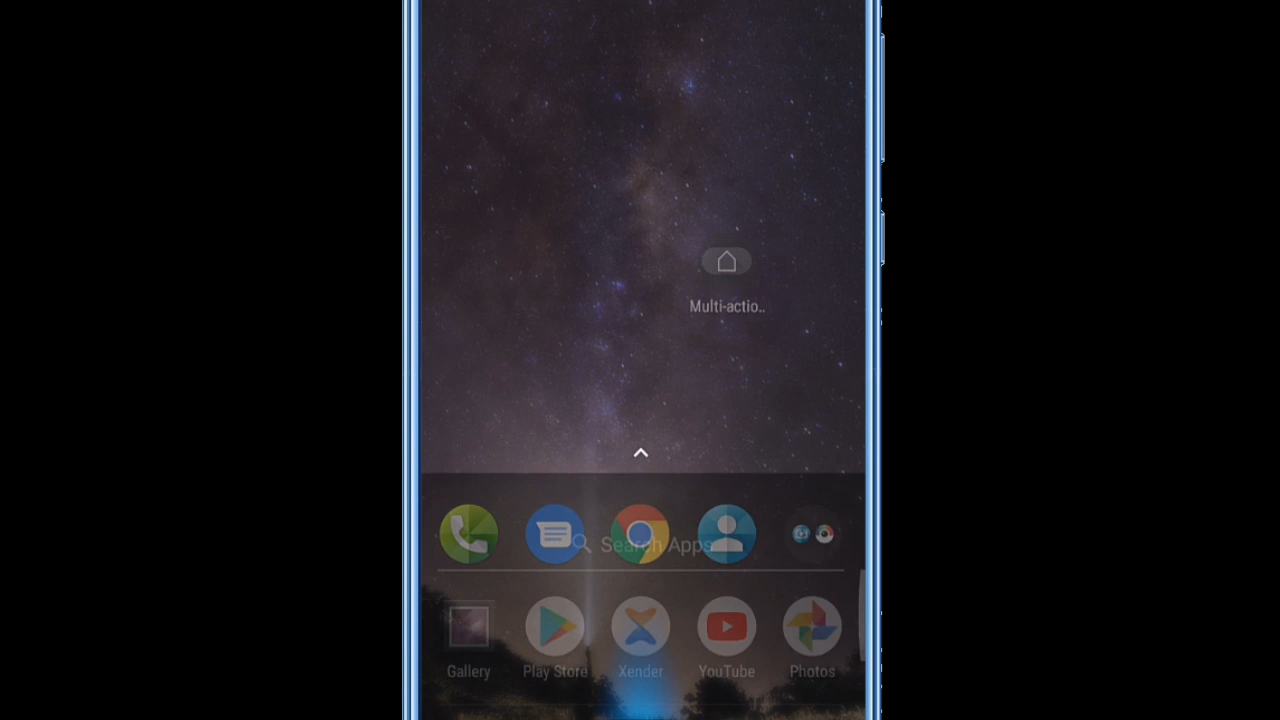 Multi-actio..
Search Apps
Gallery
Play Store
Xender
YouTube
Photos